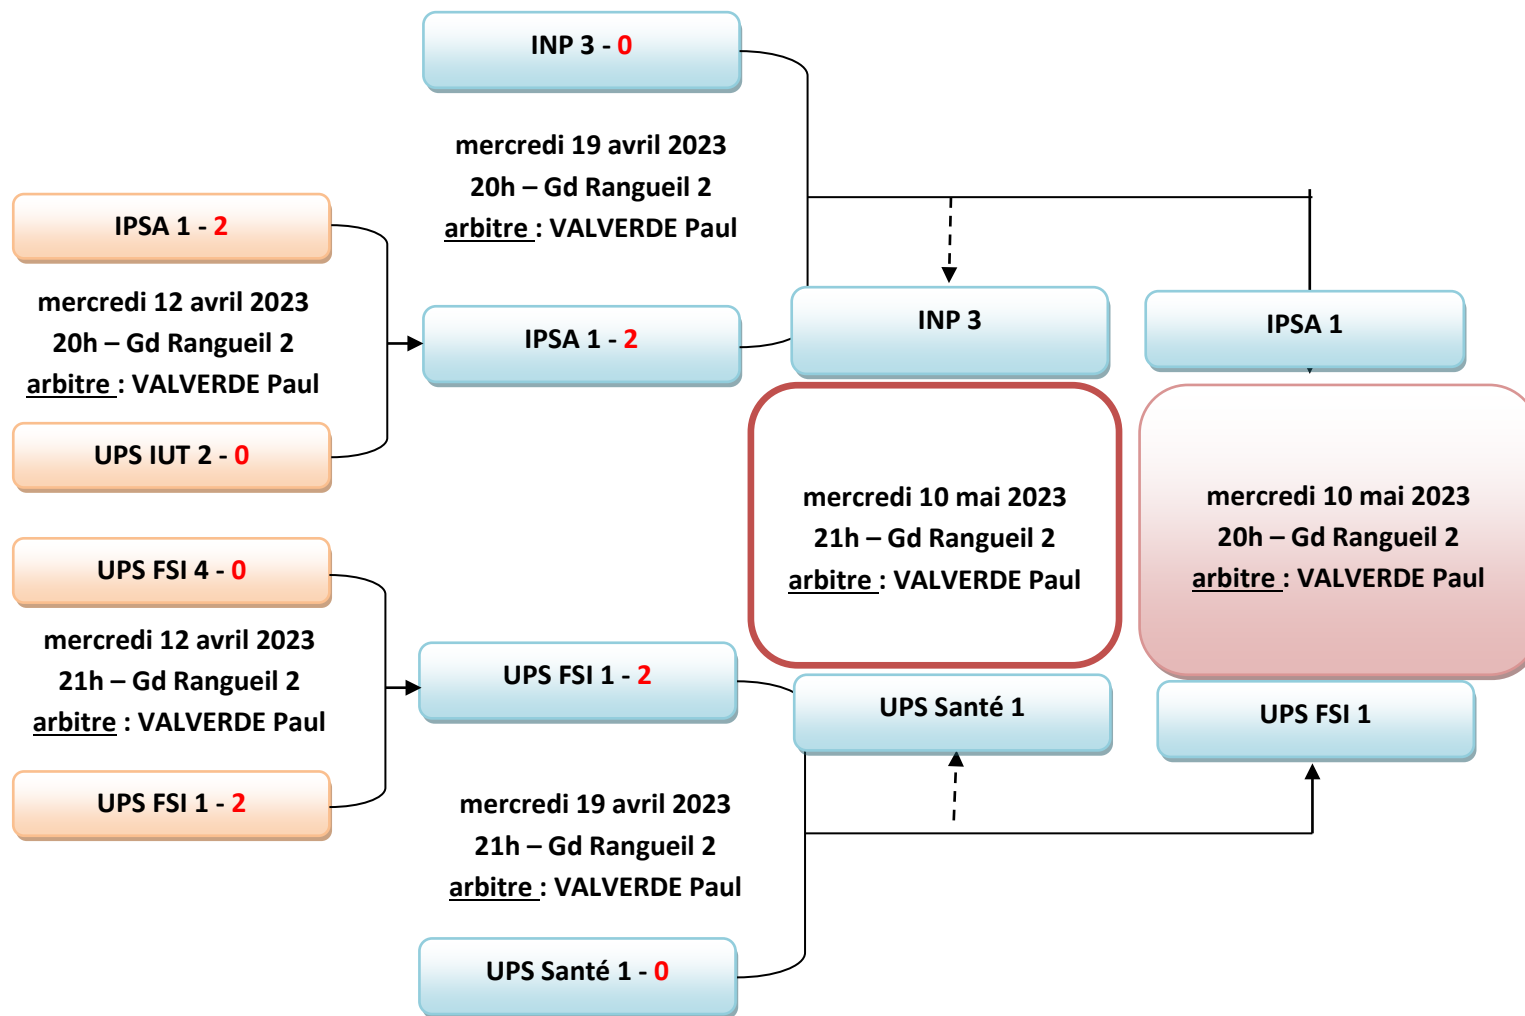 IPSA 1 - 2
mercredi 12 avril 2023
20h – Gd Rangueil 2
arbitre : VALVERDE Paul
UPS IUT 2 - 0
UPS FSI 4 - 0
mercredi 12 avril 2023
21h – Gd Rangueil 2
arbitre : VALVERDE Paul
UPS FSI 1 - 2
INP 3 - 0
mercredi 19 avril 2023
20h – Gd Rangueil 2
arbitre : VALVERDE Paul
IPSA 1 - 2
UPS FSI 1 - 2
mercredi 19 avril 2023
21h – Gd Rangueil 2
arbitre : VALVERDE Paul
UPS Santé 1 - 0
INP 3
mercredi 10 mai 2023
21h – Gd Rangueil 2
arbitre : VALVERDE Paul
UPS Santé 1
IPSA 1
mercredi 10 mai 2023
20h – Gd Rangueil 2
arbitre : VALVERDE Paul
UPS FSI 1